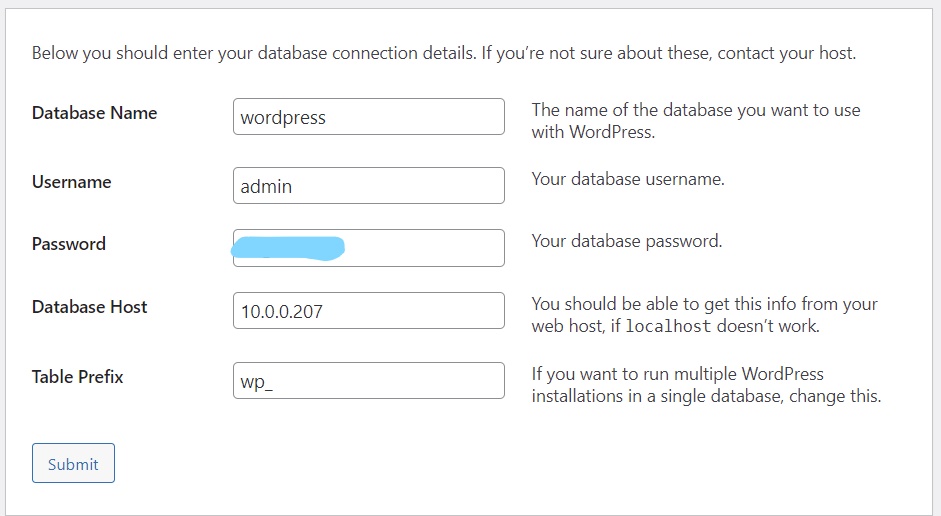 Below you should enter your database connection details. If you’re not sure about these, contact your host.
Database Name
wordpress
The name of the database you want to use
with WordPress.
Username
admin
Your database username.
Password
Your database password.
Database Host
10.0.0.207
You should be able to get this info from your
web host, if localhost doesn’t work.
Table Prefix
wp_
If you want to run multiple WordPress
installations in a single database, change this.
Submit